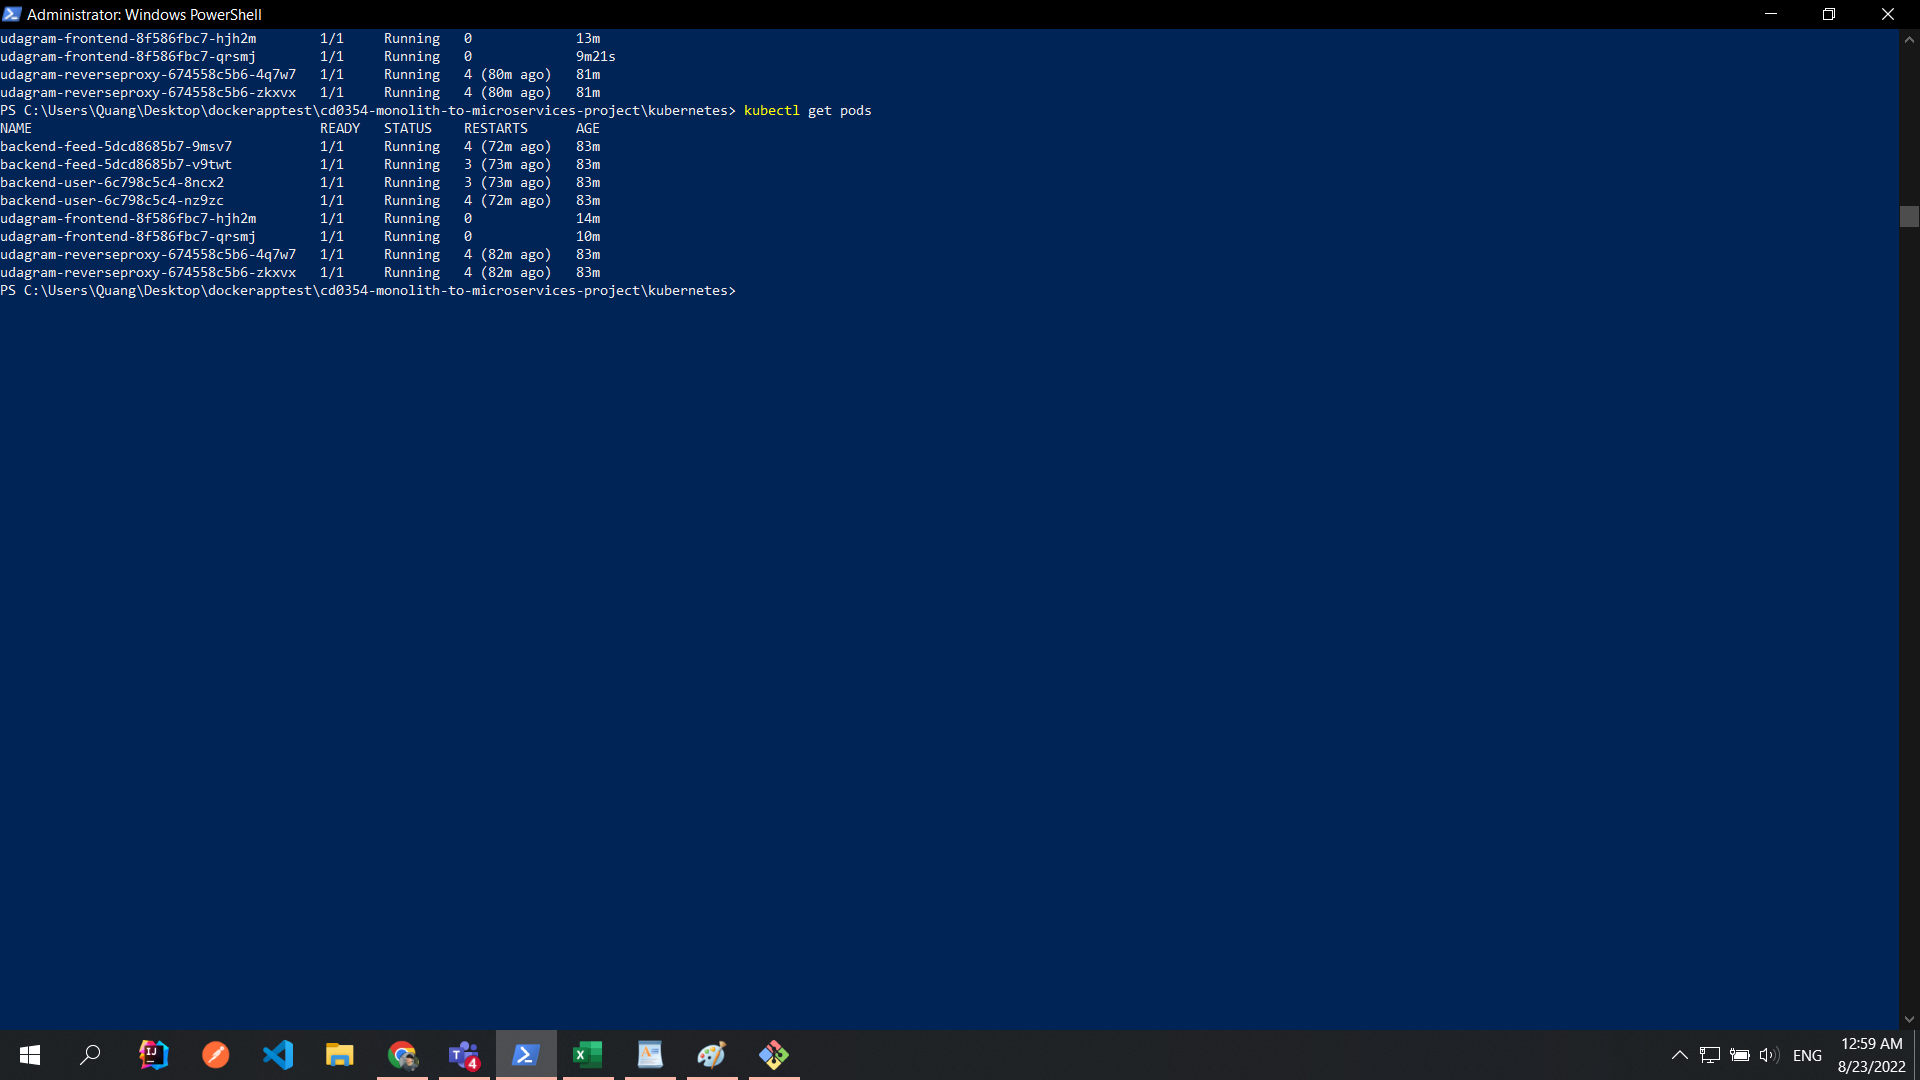 Administrator: Windows PowerShell
udagram-frontend-8f586fbc7-hjh2m 1/1 Running 0 13m
udagram-frontend-8f586fbc7-qrsmj 1/1 Running 0 9m21s
udagram-reverseproxy-674558c5b6-4q7w7 1/1 Running 4 (80m ago) 81m
udagram-reverseproxy-674558c5b6-zkxvx 1/1 Running 4 (80m ago) 81m
PS C:\Users\Quang\Desktop\dockerapptest\cd0354-monolith-to-microservices-project\kubernetes> kubectl get pods
NAME READY STATUS RESTARTS AGE
backend-feed-5dcd8685b7-9msv7 1/1 Running 4 (72m ago) 83m
backend-feed-5dcd8685b7-v9twt 1/1 Running 3 (73m ago) 83m
backend-user-6c798c5c4-8ncx2 1/1 Running 3 (73m ago) 83m
backend-user-6c798c5c4-nz9zc 1/1 Running 4 (72m ago) 83m
udagram-frontend-8f586fbc7-hjh2m 1/1 Running 0 14m
udagram-frontend-8f586fbc7-qrsmj 1/1 Running 0 10m
udagram-reverseproxy-674558c5b6-4q7w7 1/1 Running 4 (82m ago) 83m
udagram-reverseproxy-674558c5b6-zkxvx 1/1 Running 4 (82m ago) 83m
PS C:\Users\Quang\Desktop\dockerapptest\cd0354-monolith-to-microservices-project\kubernetes>
4
ENG
12:59 AM
8/23/2022